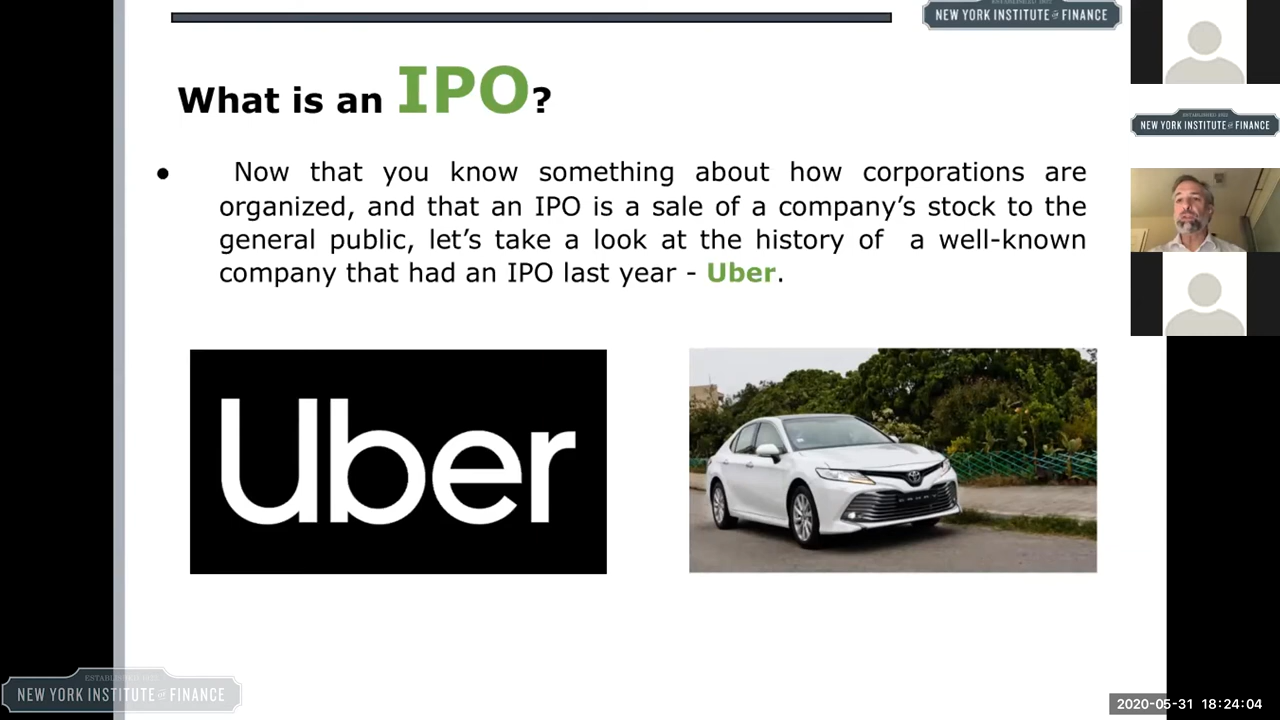 NEW YORK INSTITUTE of FINANCE
What is an IPO?
NEW YORK INSTITUTE of FINANCE
● Now that you know something about how corporations are
organized, and that an IPO is a sale of a company’s stock to the
general public, let’s take a look at the history of a well-known
company that had an IPO last year - Uber.
Uber
ESTABLISHED 1922
NEW YORK INSTITUTE of FINANCE
2020-05-31 18:24:04